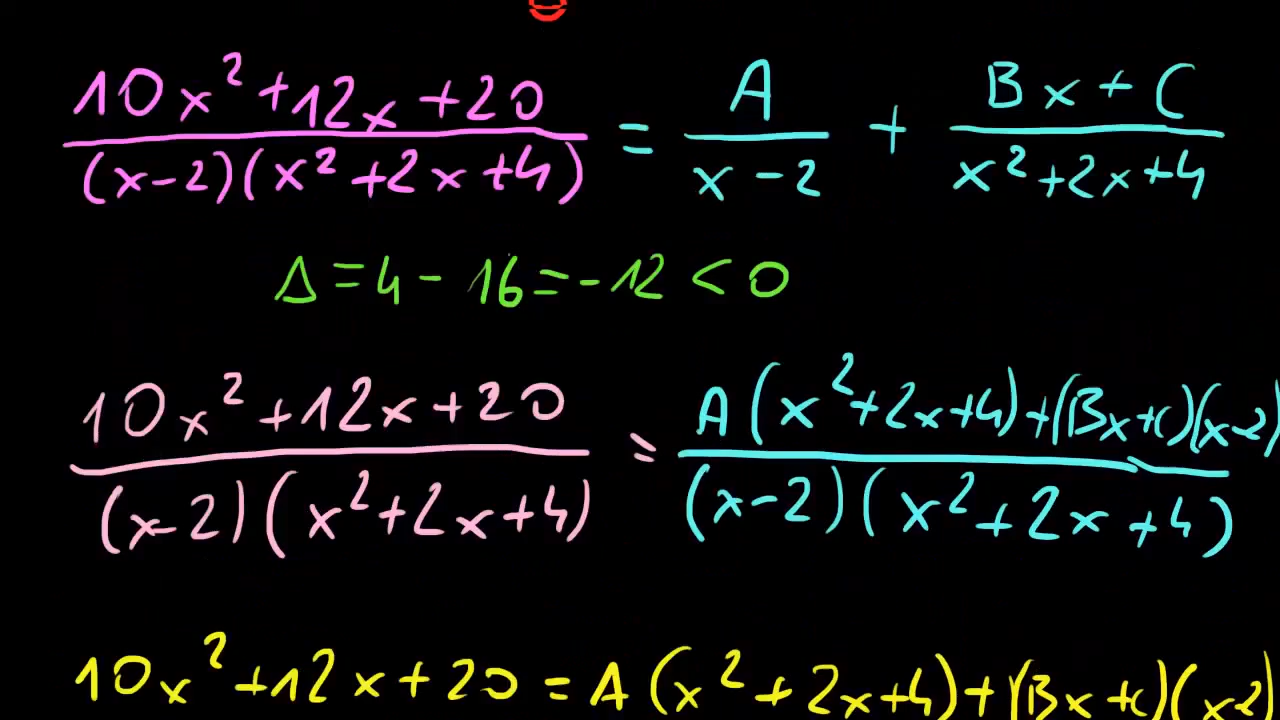 10x²+12x+20 / (x-2)(x²+2x+4) = A / x-2 + Bx+C / x²+2x+4
Δ=4-16=-12<0
10x²+12x+20 / (x-2)(x²+2x+4) = A(x²+2x+4)+(Bx+c)(x-2) / (x-2)(x²+2x+4)
10x²+12x+20=A(x²+2x+4)+(Bx+c)(x-2)